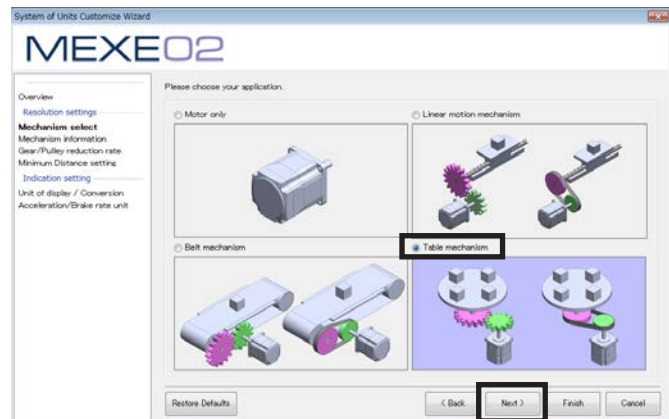 System of Units Customize Wizard
MEXE02
Please choose your application.
Overview
Resolution settings
Mechanism select
Mechanism information
Gear/Pulley reduction rate
Minimum Distance setting
Indication setting
Unit of display / Conversion
Acceleration/Brake rate unit
Motor only
Linear motion mechanism
Belt mechanism
Table mechanism
Restore Defaults
< Back
Next >
Finish
Cancel